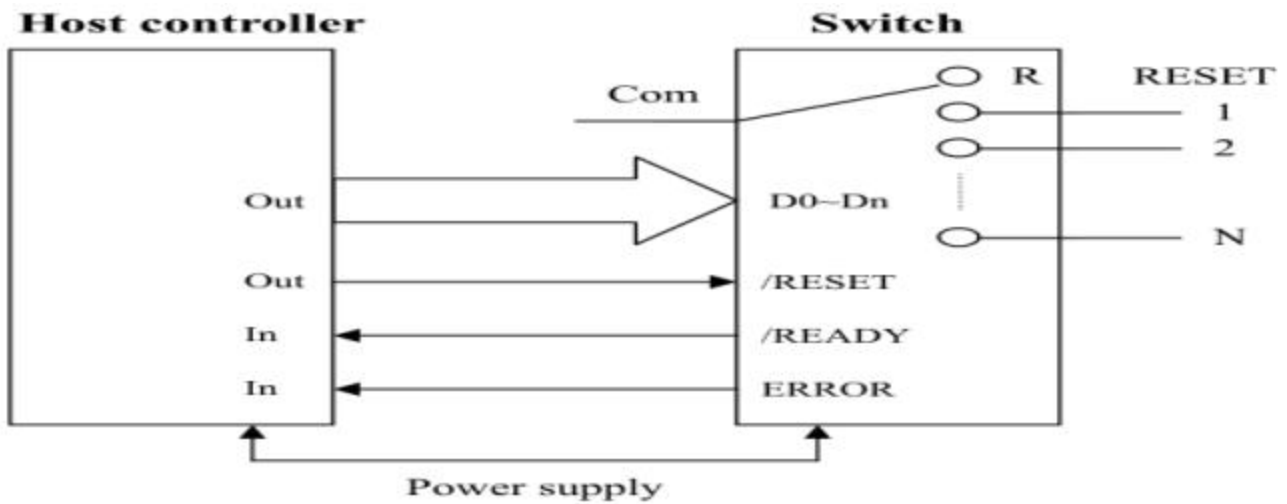 Host controller
Switch
R RESET
Com
1
2
Out D0~Dn
N
Out /RESET
In /READY
In ERROR
Power supply